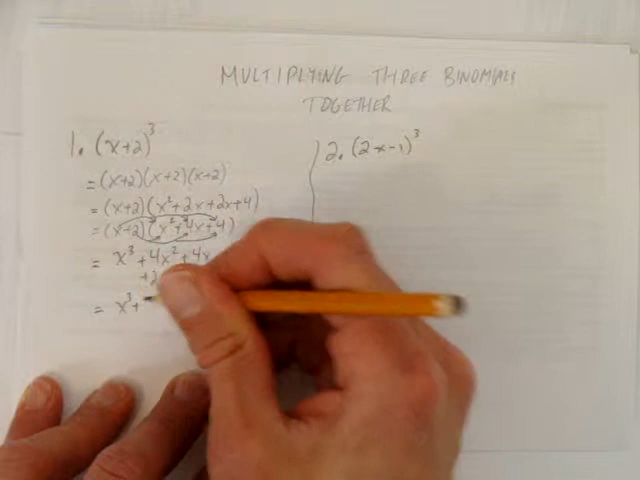 MULTIPLYING THREE BINOMIALS
TOGETHER
1. (x+2)³
= (x+2)(x+2)(x+2)
= (x+2)(x²+2x+2x+4)
= (x+2)(x²+4x+4)
= x³ + 4x² + 4x
+2
= x³+
2. (2x-1)³